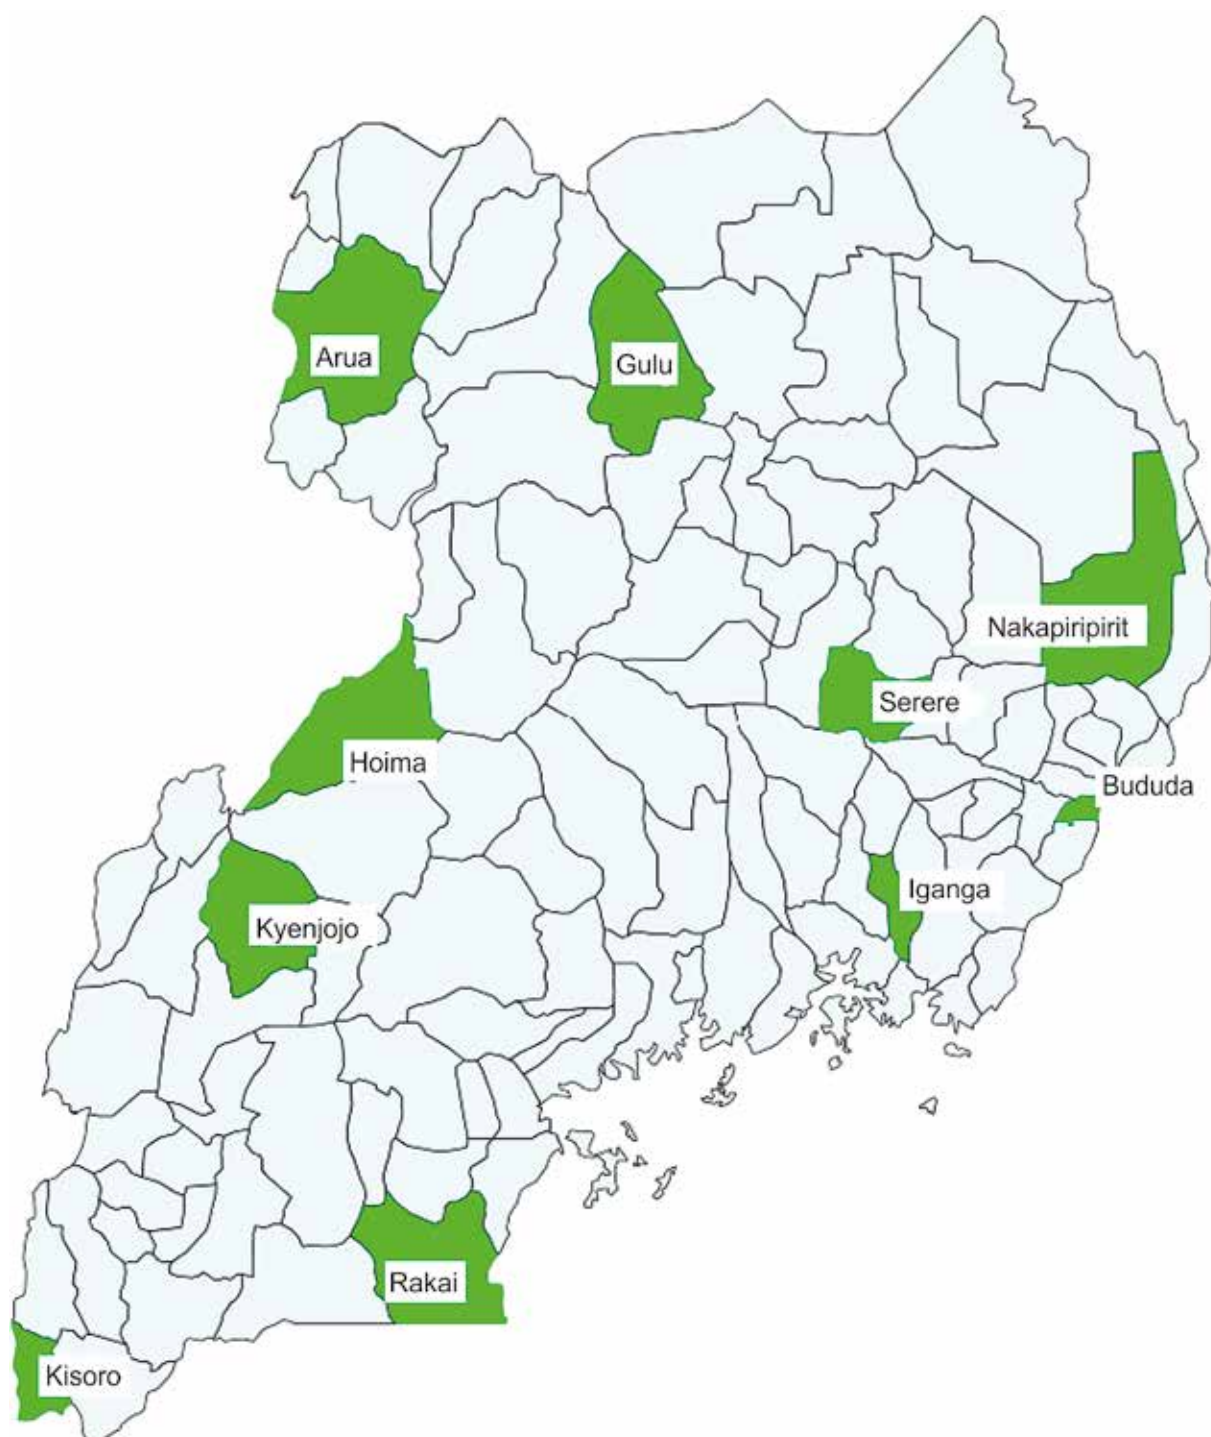 Arua
Gulu
Nakapiripirit
Serere
Hoima
Bududa
Iganga
Kyenjojo
Rakai
Kisoro